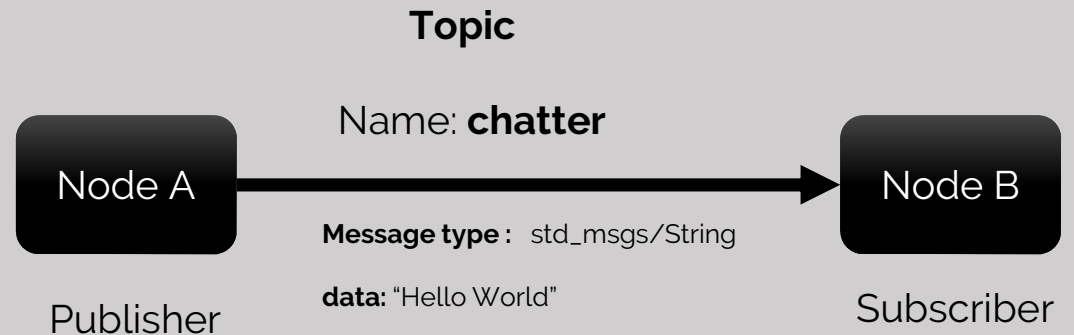 Topic
Name: chatter
Node A
Node B
Message type : std_msgs/String
data: “Hello World”
Publisher
Subscriber